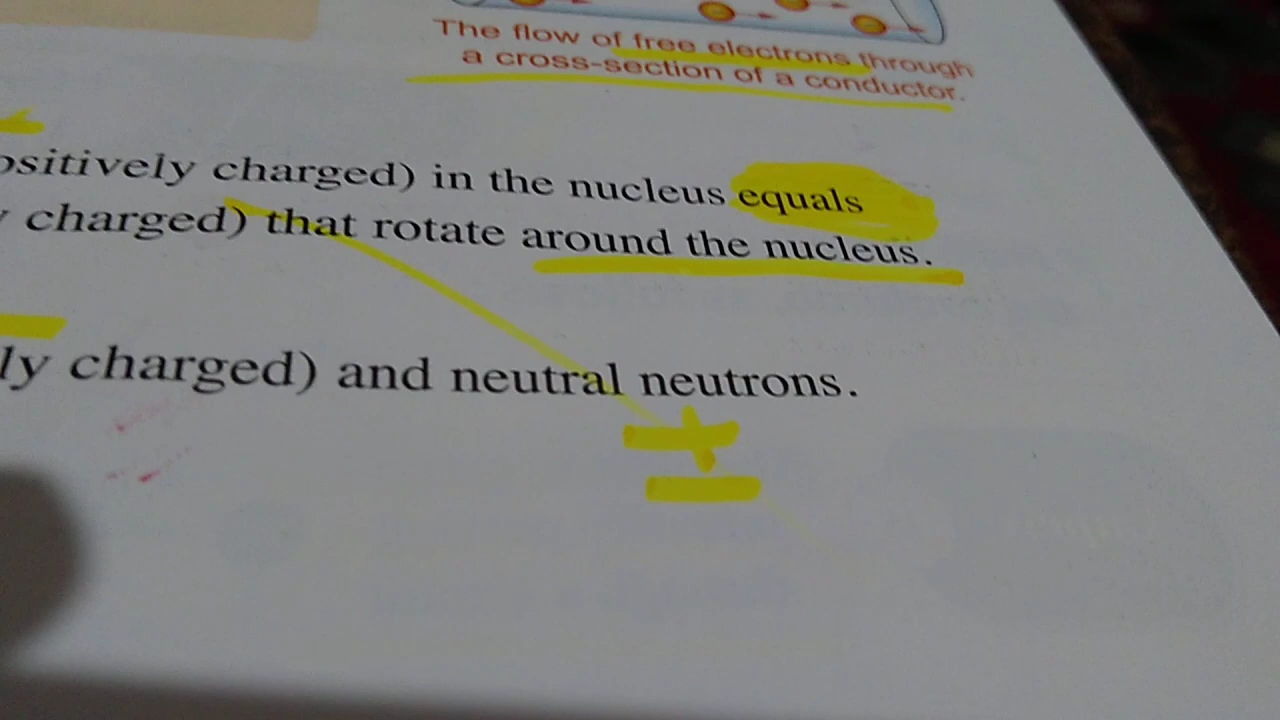 The flow of free electrons through
a cross-section of a conductor.
ositively charged) in the nucleus equals
charged) that rotate around the nucleus.
ly charged) and neutral neutrons.